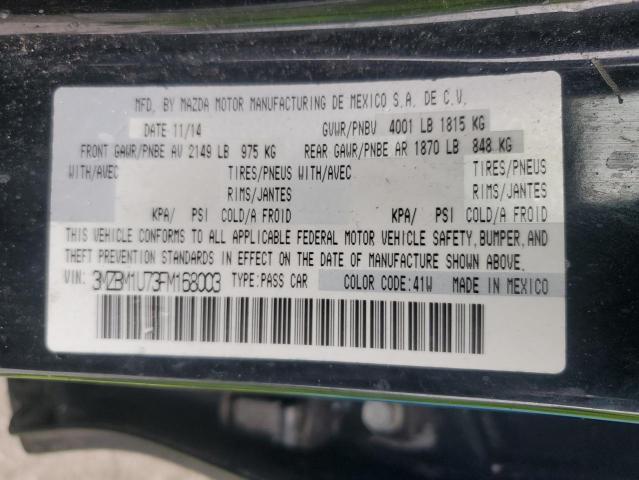 MFD. BY MAZDA MOTOR MANUFACTURING DE MEXICO S.A. DE C.V.
DATE 11/14 GVWR/PNBV 4001 LB 1815 KG
FRONT GAWR/PNBE AV 2149 LB 975 KG REAR GAWR/PNBE AR 1870 LB 848 KG
WITH/AVEC TIRES/PNEUS WITH/AVEC TIRES/PNEUS
RIMS/JANTES RIMS/JANTES
KPA/ PSI COLD/A FROID KPA/ PSI COLD/A FROID
THIS VEHICLE CONFORMS TO ALL APPLICABLE FEDERAL MOTOR VEHICLE SAFETY, BUMPER, AND
THEFT PREVENTION STANDARDS IN EFFECT ON THE DATE OF MANUFACTURE SHOWN ABOVE.
VIN: 3MZBM1U73FM168003 TYPE:PASS CAR COLOR CODE:41W MADE IN MEXICO